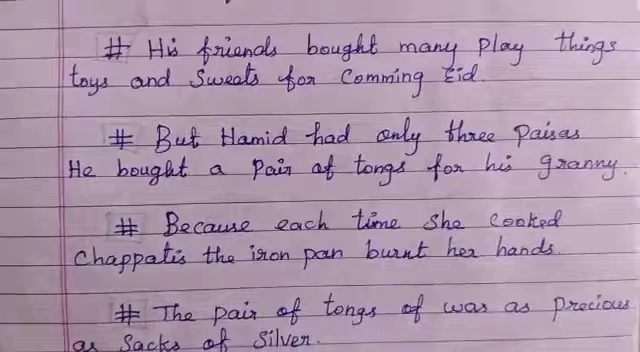 # His friends bought many play things
toys and Sweets for Comming Eid.
# But Hamid had only three Paisas
He bought a pair of tongs for his granny.
# Because each time She Cooked
Chappatis the iron pan burnt her hands.
# The pair of tongs of was as precious
as Sacks of Silver.